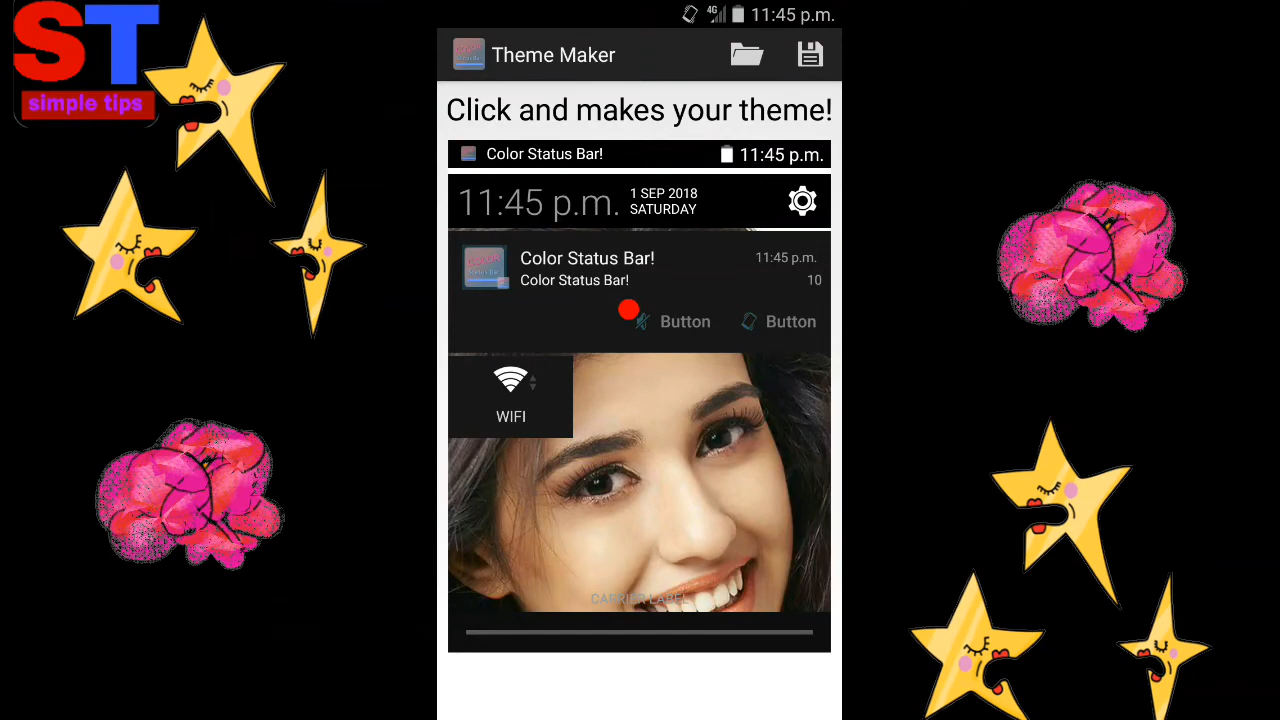 ST
simple tips
4G 11:45 p.m.
Theme Maker
Click and makes your theme!
Color Status Bar! 11:45 p.m.
11:45 p.m. 1 SEP 2018
SATURDAY
Color Status Bar! 11:45 p.m.
Color Status Bar! 10
Button Button
WIFI
CARRIER LABEL